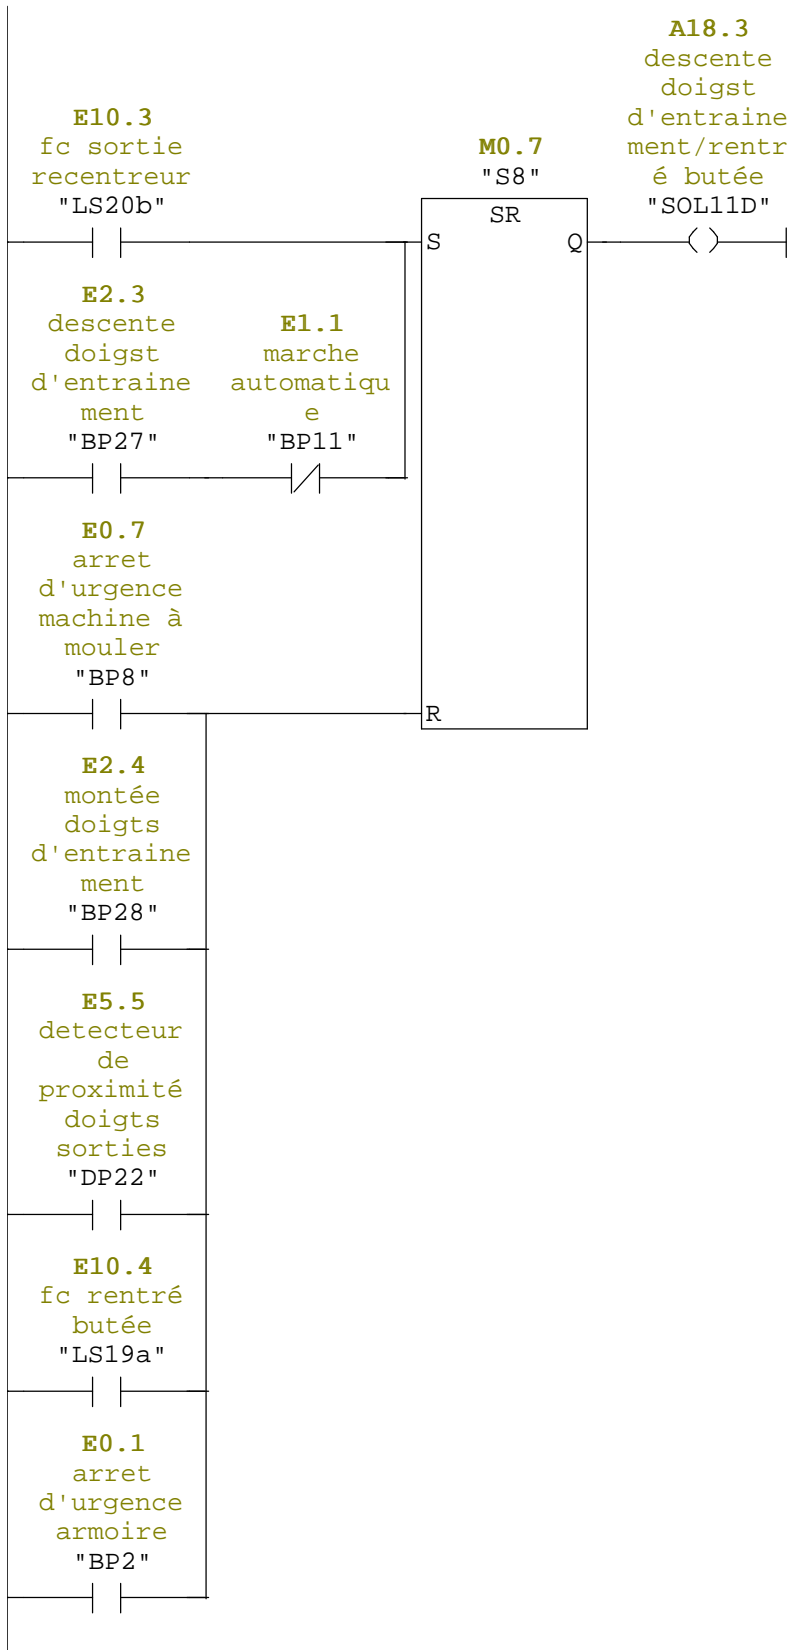 A18.3
descente
doigst
d'entraine
ment/rentr
é butée
"SOL11D"
E10.3
fc sortie
recentreur
"LS20b"
M0.7
"S8"
SR
S
Q
E2.3
descente
doigst
d'entraine
ment
"BP27"
E1.1
marche
automatiqu
e
"BP11"
E0.7
arret
d'urgence
machine à
mouler
"BP8"
R
E2.4
montée
doigts
d'entraine
ment
"BP28"
E5.5
detecteur
de
proximité
doigts
sorties
"DP22"
E10.4
fc rentré
butée
"LS19a"
E0.1
arret
d'urgence
armoire
"BP2"